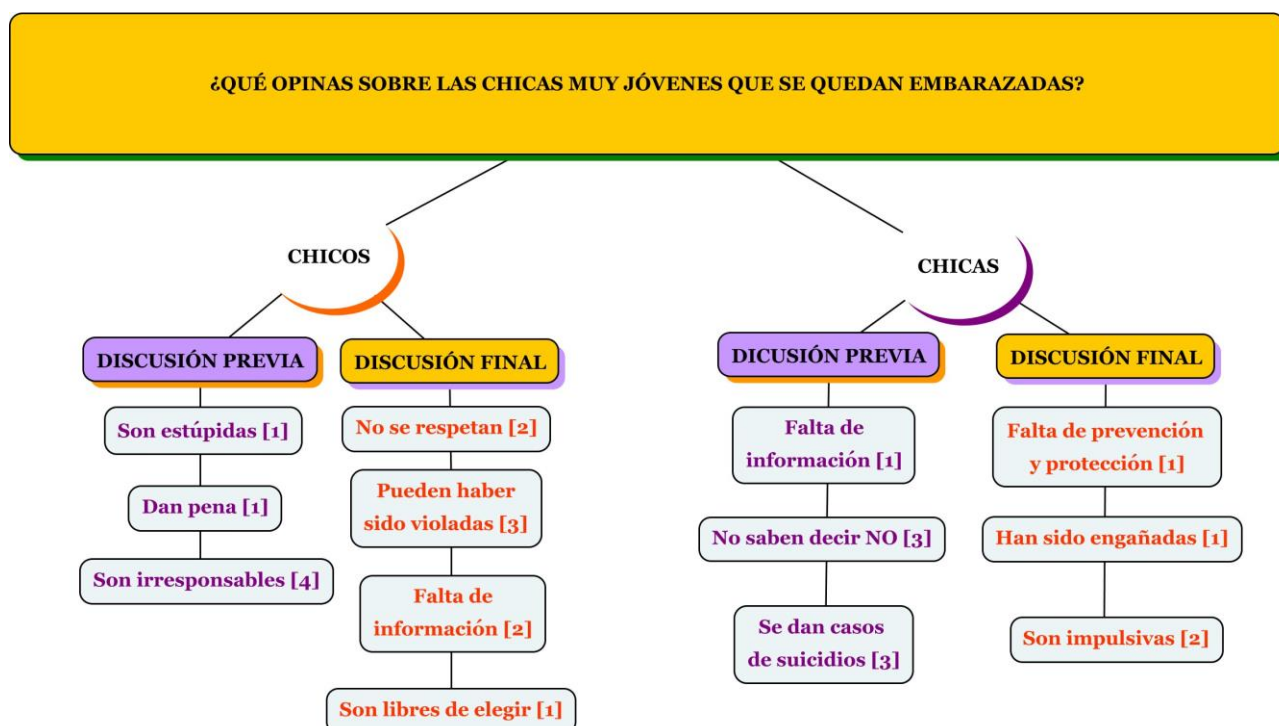 ¿QUÉ OPINAS SOBRE LAS CHICAS MUY JÓVENES QUE SE QUEDAN EMBARAZADAS?
CHICOS
DISCUSIÓN PREVIA
Son estúpidas [1]
Dan pena [1]
Son irresponsables [4]
DISCUSIÓN FINAL
No se respetan [2]
Pueden haber
sido violadas [3]
Falta de
información [2]
Son libres de elegir [1]
CHICAS
DICUSIÓN PREVIA
Falta de
información [1]
No saben decir NO [3]
Se dan casos
de suicidios [3]
DISCUSIÓN FINAL
Falta de prevención
y protección [1]
Han sido engañadas [1]
Son impulsivas [2]